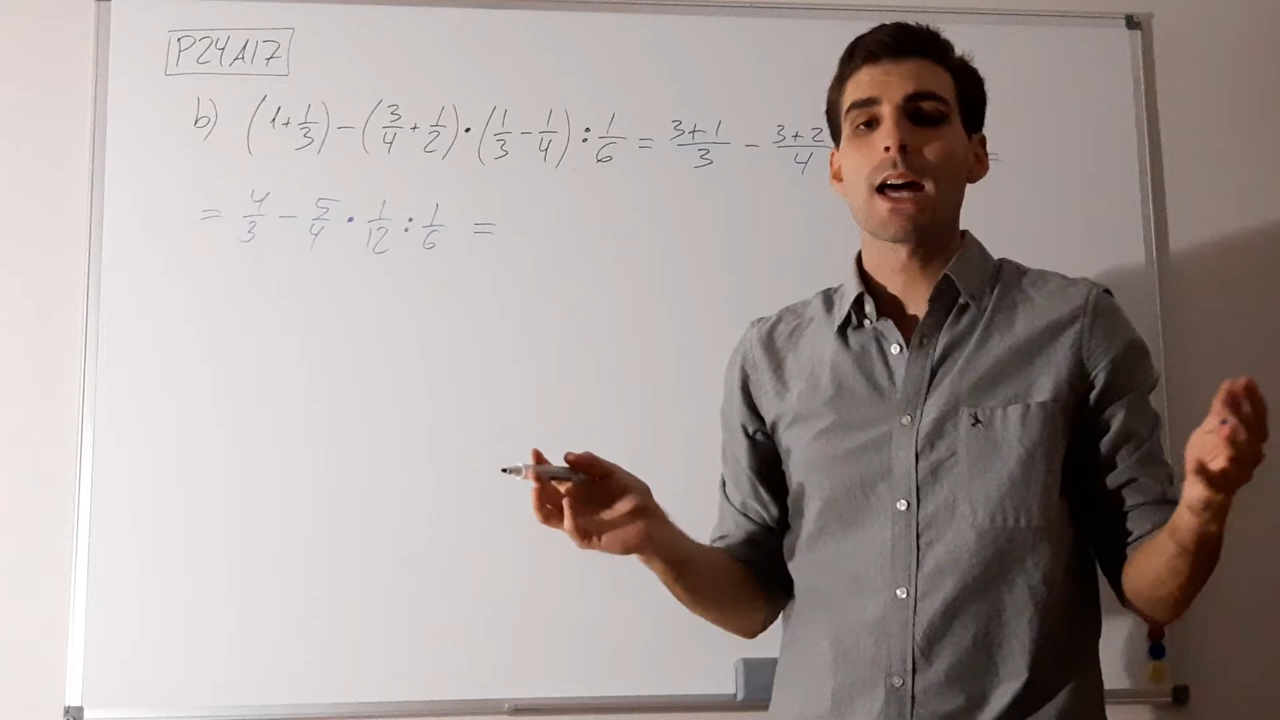 P24A17
b) (1+1/3) - (3/4+1/2) · (1/3-1/4) : 1/6 = 3+1/3 - 3+2/4 =
= 4/3 - 5/4 · 1/12 : 1/6 =